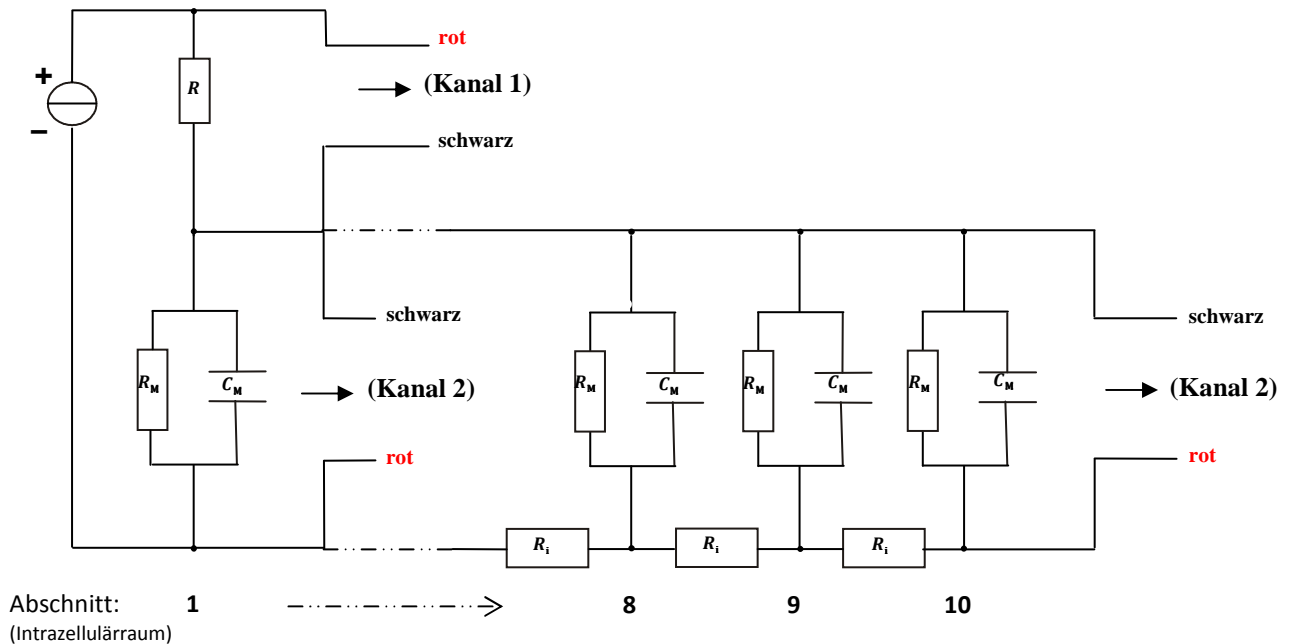 rot
+
R
(Kanal 1)
−
schwarz
schwarz
schwarz
R_M C_M
(Kanal 2)
R_M C_M R_M C_M R_M C_M
(Kanal 2)
rot
rot
R_i R_i R_i
Abschnitt: 1 8 9 10
(Intrazellulärraum)